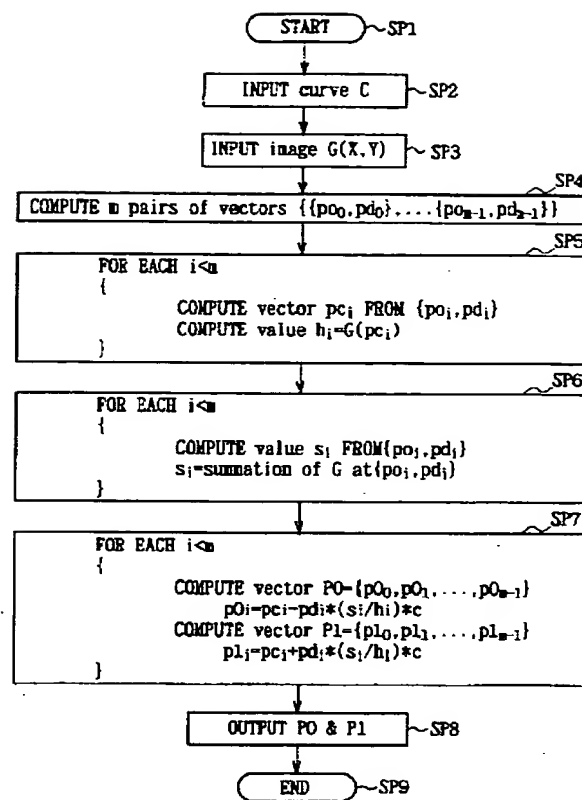 START SP1
INPUT curve C SP2
INPUT image G(X,Y) SP3
SP4
COMPUTE m pairs of vectors {{po₀,pd₀},....{poₘ₋₁,pdₘ₋₁}}
SP5
FOR EACH i<m
{
COMPUTE vector pcᵢ FROM {poᵢ,pdᵢ}
COMPUTE value hᵢ=G(pcᵢ)
}
SP6
FOR EACH i<m
{
COMPUTE value sᵢ FROM{poᵢ,pdᵢ}
sᵢ=summation of G at{poᵢ,pdᵢ}
}
SP7
FOR EACH i<m
{
COMPUTE vector P0={p0₀,p0₁,...,p0ₘ₋₁}
p0ᵢ=pcᵢ-pdᵢ*(sᵢ/hᵢ)*c
COMPUTE vector P1={p1₀,p1₁,...,p1ₘ₋₁}
p1ᵢ=pcᵢ+pdᵢ*(sᵢ/hᵢ)*c
}
OUTPUT P0 & P1 SP8
END SP9